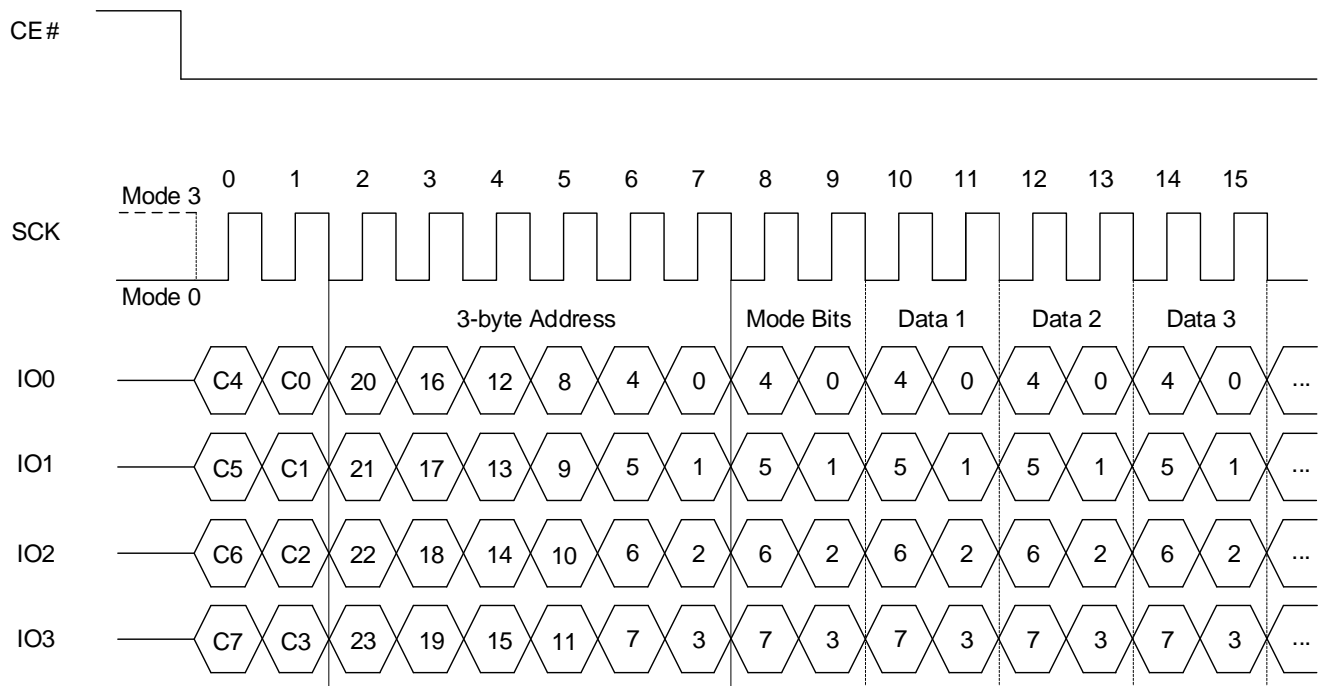 CE#
0 1 2 3 4 5 6 7 8 9 10 11 12 13 14 15
Mode 3
SCK
Mode 0
3-byte Address Mode Bits Data 1 Data 2 Data 3
IO0 C4 C0 20 16 12 8 4 0 4 0 4 0 4 0 4 0 ...
IO1 C5 C1 21 17 13 9 5 1 5 1 5 1 5 1 5 1 ...
IO2 C6 C2 22 18 14 10 6 2 6 2 6 2 6 2 6 2 ...
IO3 C7 C3 23 19 15 11 7 3 7 3 7 3 7 3 7 3 ...